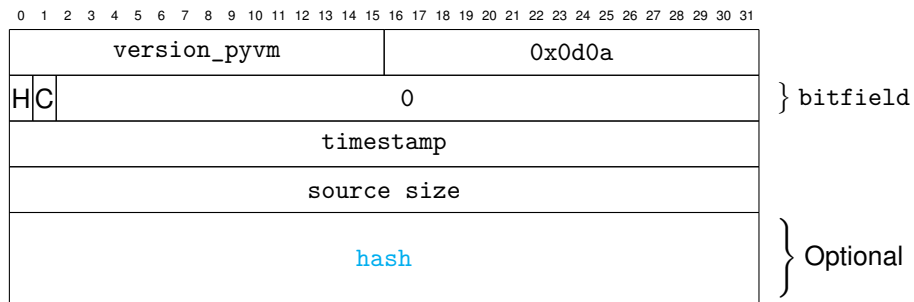 0 1 2 3 4 5 6 7 8 9 10 11 12 13 14 15 16 17 18 19 20 21 22 23 24 25 26 27 28 29 30 31
version_pyvm 0x0d0a
H C 0 } bitfield
timestamp
source size
hash } Optional